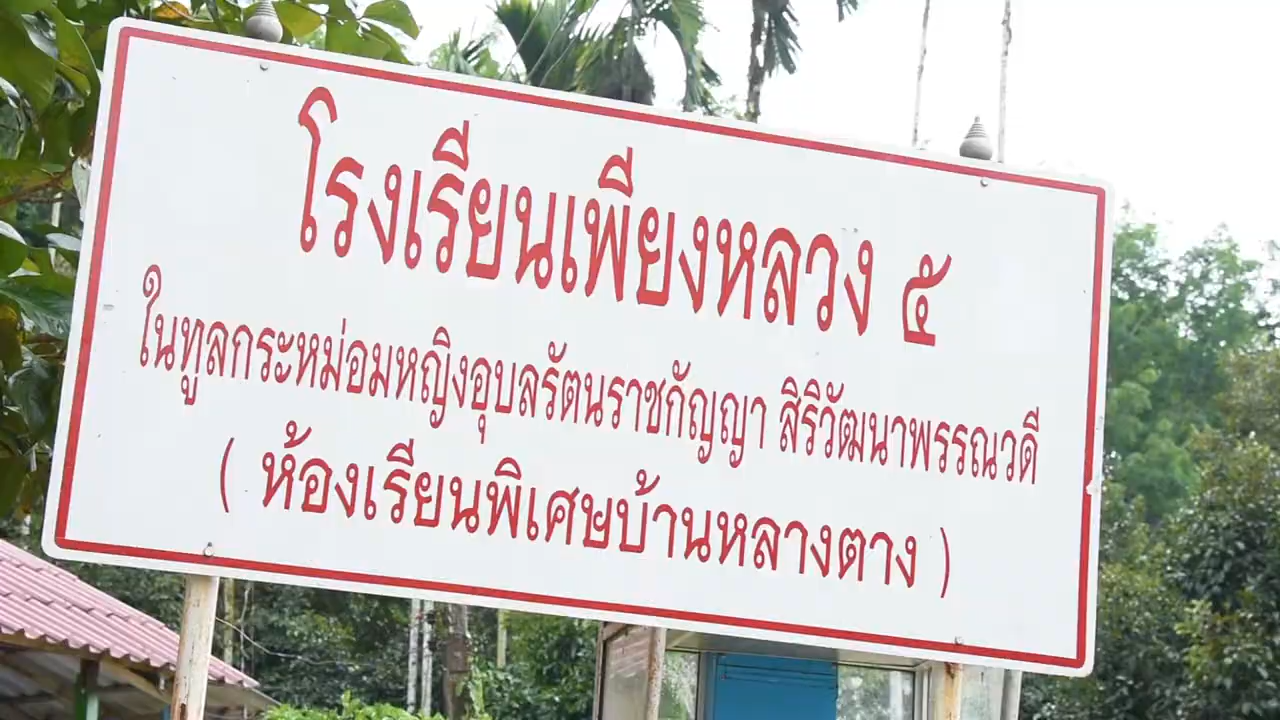 โรงเรียนเพียงหลวง ๕
ในทูลกระหม่อมหญิงอุบลรัตนราชกัญญา สิริวัฒนาพรรณวดี
( ห้องเรียนพิเศษบ้านหลางตาง )